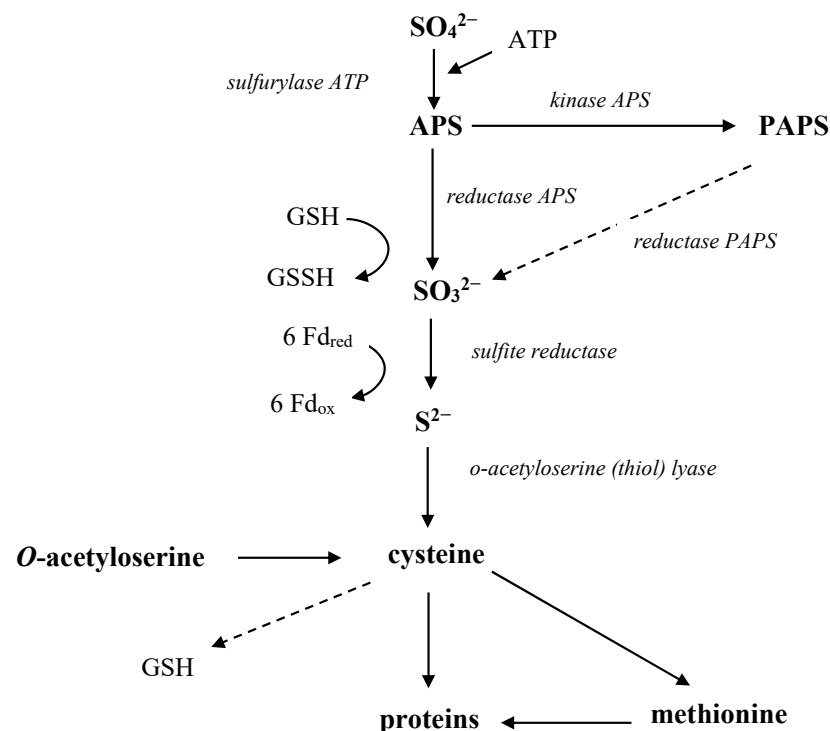 SO₄²⁻
ATP
sulfurylase ATP
kinase APS
APS
PAPS
reductase APS
GSH
reductase PAPS
GSSH
SO₃²⁻
6 Fdred
sulfite reductase
6 Fdox
S²⁻
o-acetyloserine (thiol) lyase
O-acetyloserine
cysteine
GSH
proteins
methionine